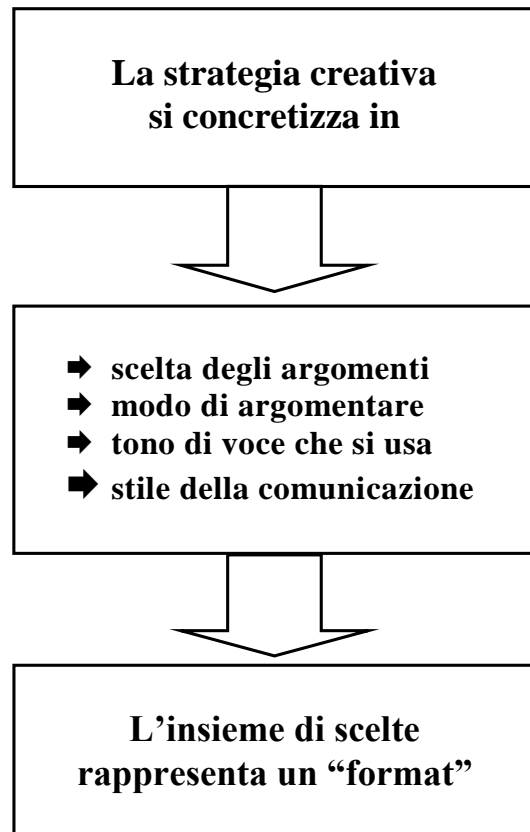 La strategia creativa
si concretizza in
🡆 scelta degli argomenti
🡆 modo di argomentare
🡆 tono di voce che si usa
🡆 stile della comunicazione
L’insieme di scelte
rappresenta un “format”